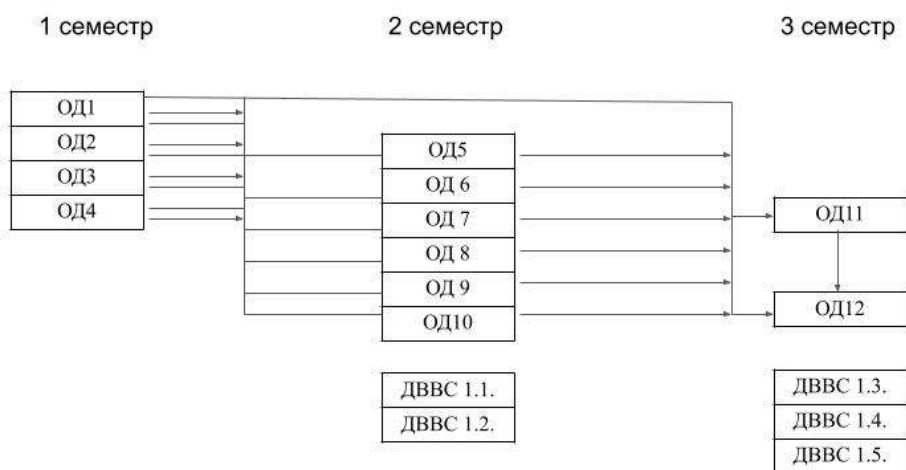 1 семестр
2 семестр
3 семестр
ОД1
ОД2
ОД3
ОД4
ОД5
ОД 6
ОД 7
ОД 8
ОД 9
ОД10
ДВВС 1.1.
ДВВС 1.2.
ОД11
ОД12
ДВВС 1.3.
ДВВС 1.4.
ДВВС 1.5.